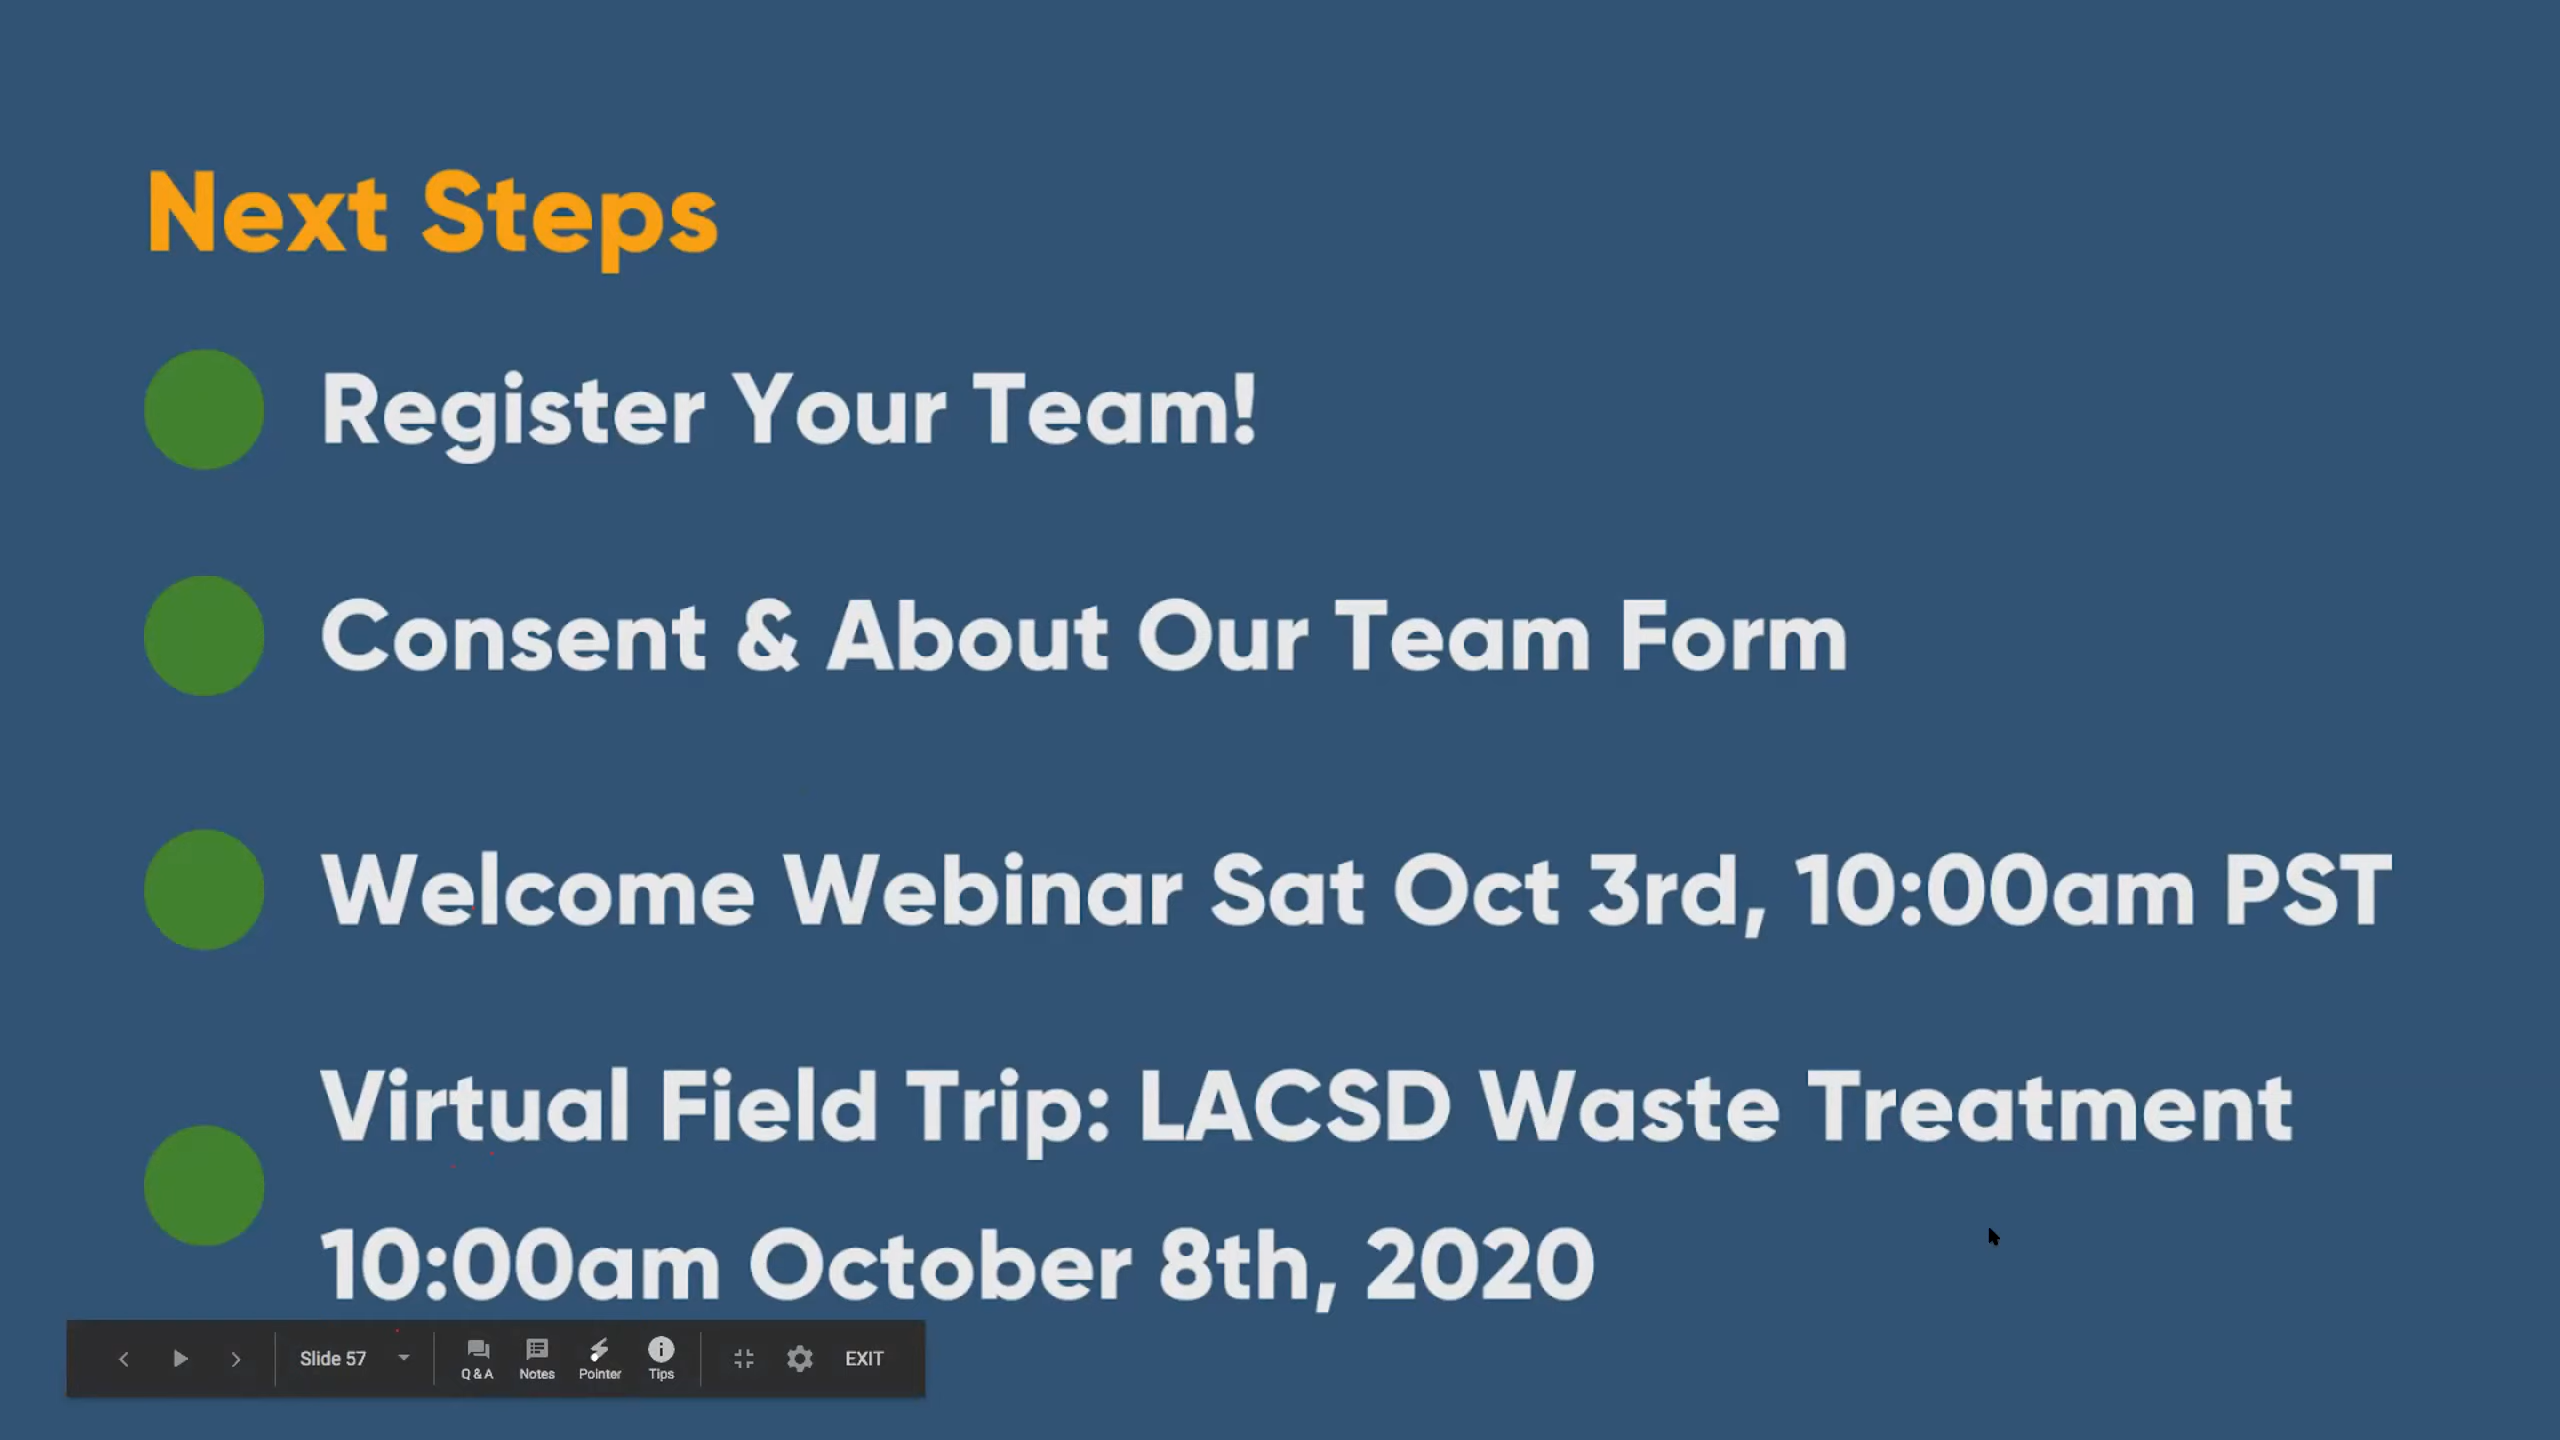 Next Steps
Register Your Team!
Consent & About Our Team Form
Welcome Webinar Sat Oct 3rd, 10:00am PST
Virtual Field Trip: LACSD Waste Treatment
10:00am October 8th, 2020
Slide 57
Q & A
Notes
Pointer
Tips
EXIT